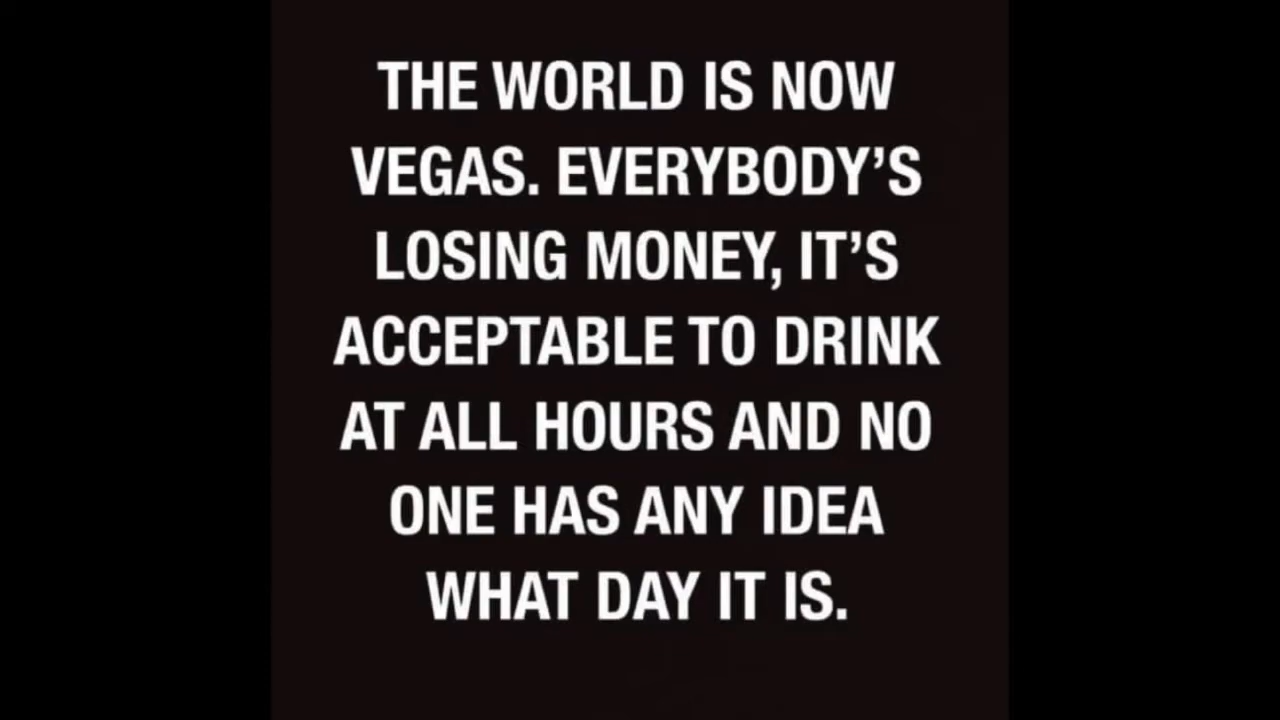 THE WORLD IS NOW
VEGAS. EVERYBODY’S
LOSING MONEY, IT’S
ACCEPTABLE TO DRINK
AT ALL HOURS AND NO
ONE HAS ANY IDEA
WHAT DAY IT IS.